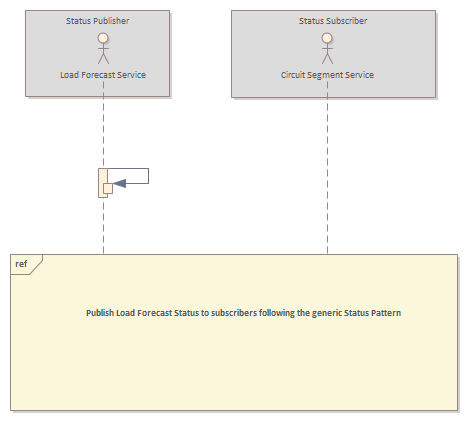 Status Publisher
Status Subscriber
Load Forecast Service
Circuit Segment Service
ref
Publish Load Forecast Status to subscribers following the generic Status Pattern